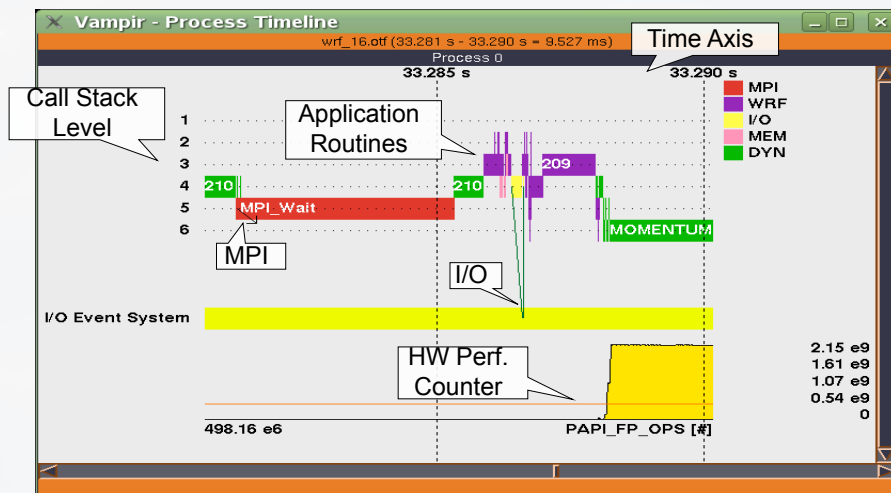 Vampir - Process Timeline
wrf_16.otf (33.281 s - 33.290 s = 9.527 ms)
Time Axis
Process 0
33.285 s
33.290 s
MPI
WRF
I/O
MEM
DYN
Call Stack
Level
Application
Routines
1
2
3
209
4
210
210
5
MPI_Wait
6
MOMENTUM
MPI
I/O
I/O Event System
HW Perf.
Counter
2.15 e9
1.61 e9
1.07 e9
0.54 e9
0
498.16 e6
PAPI_FP_OPS [#]